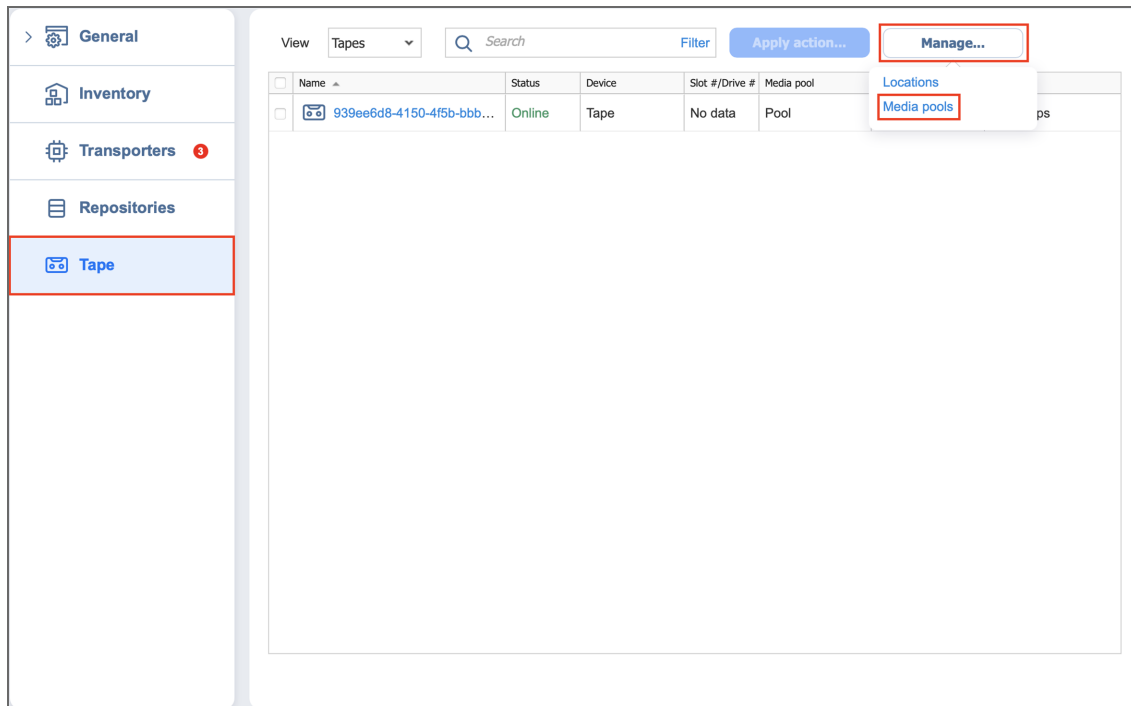 General
Inventory
Transporters 3
Repositories
Tape
View Tapes Search Filter Apply action... Manage...
Locations
Media pools
Name Status Device Slot #/Drive # Media pool
939ee6d8-4150-4f5b-bbb... Online Tape No data Pool ps